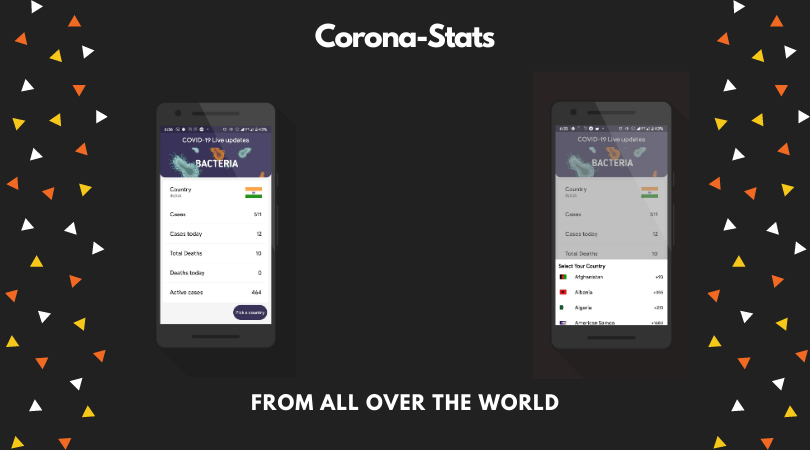 Corona-Stats
COVID-19 Live updates
BACTERIA
Country
INDIA
Cases 511
Cases today 12
Total Deaths 10
Deaths today 0
Active cases 464
Pick a country
COVID-19 Live updates
BACTERIA
Country
INDIA
Cases 511
Cases today 12
Total Deaths 10
Select Your Country
Afghanistan +93
Albania +355
Algeria +213
American Samoa
FROM ALL OVER THE WORLD